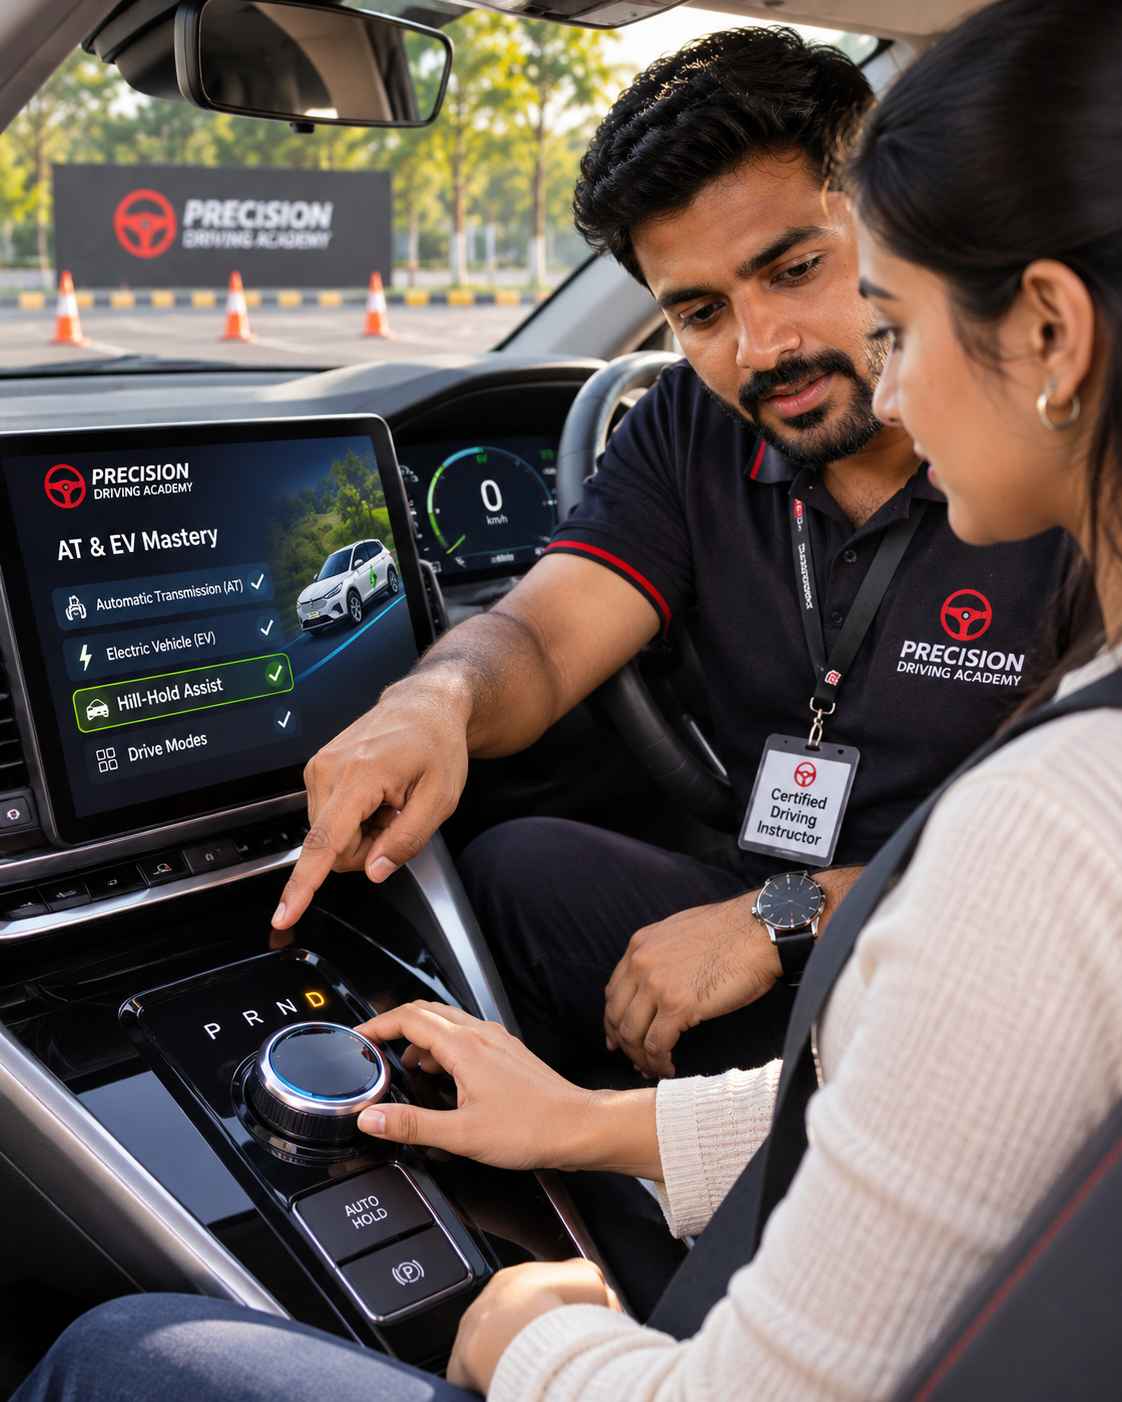 PRECISION
DRIVING ACADEMY
PRECISION
DRIVING ACADEMY
AT & EV Mastery
Automatic Transmission (AT)
Electric Vehicle (EV)
Hill-Hold Assist
Drive Modes
0
km/h
PRECISION
DRIVING ACADEMY
Certified
Driving
Instructor
P R N D
AUTO
HOLD
(P)